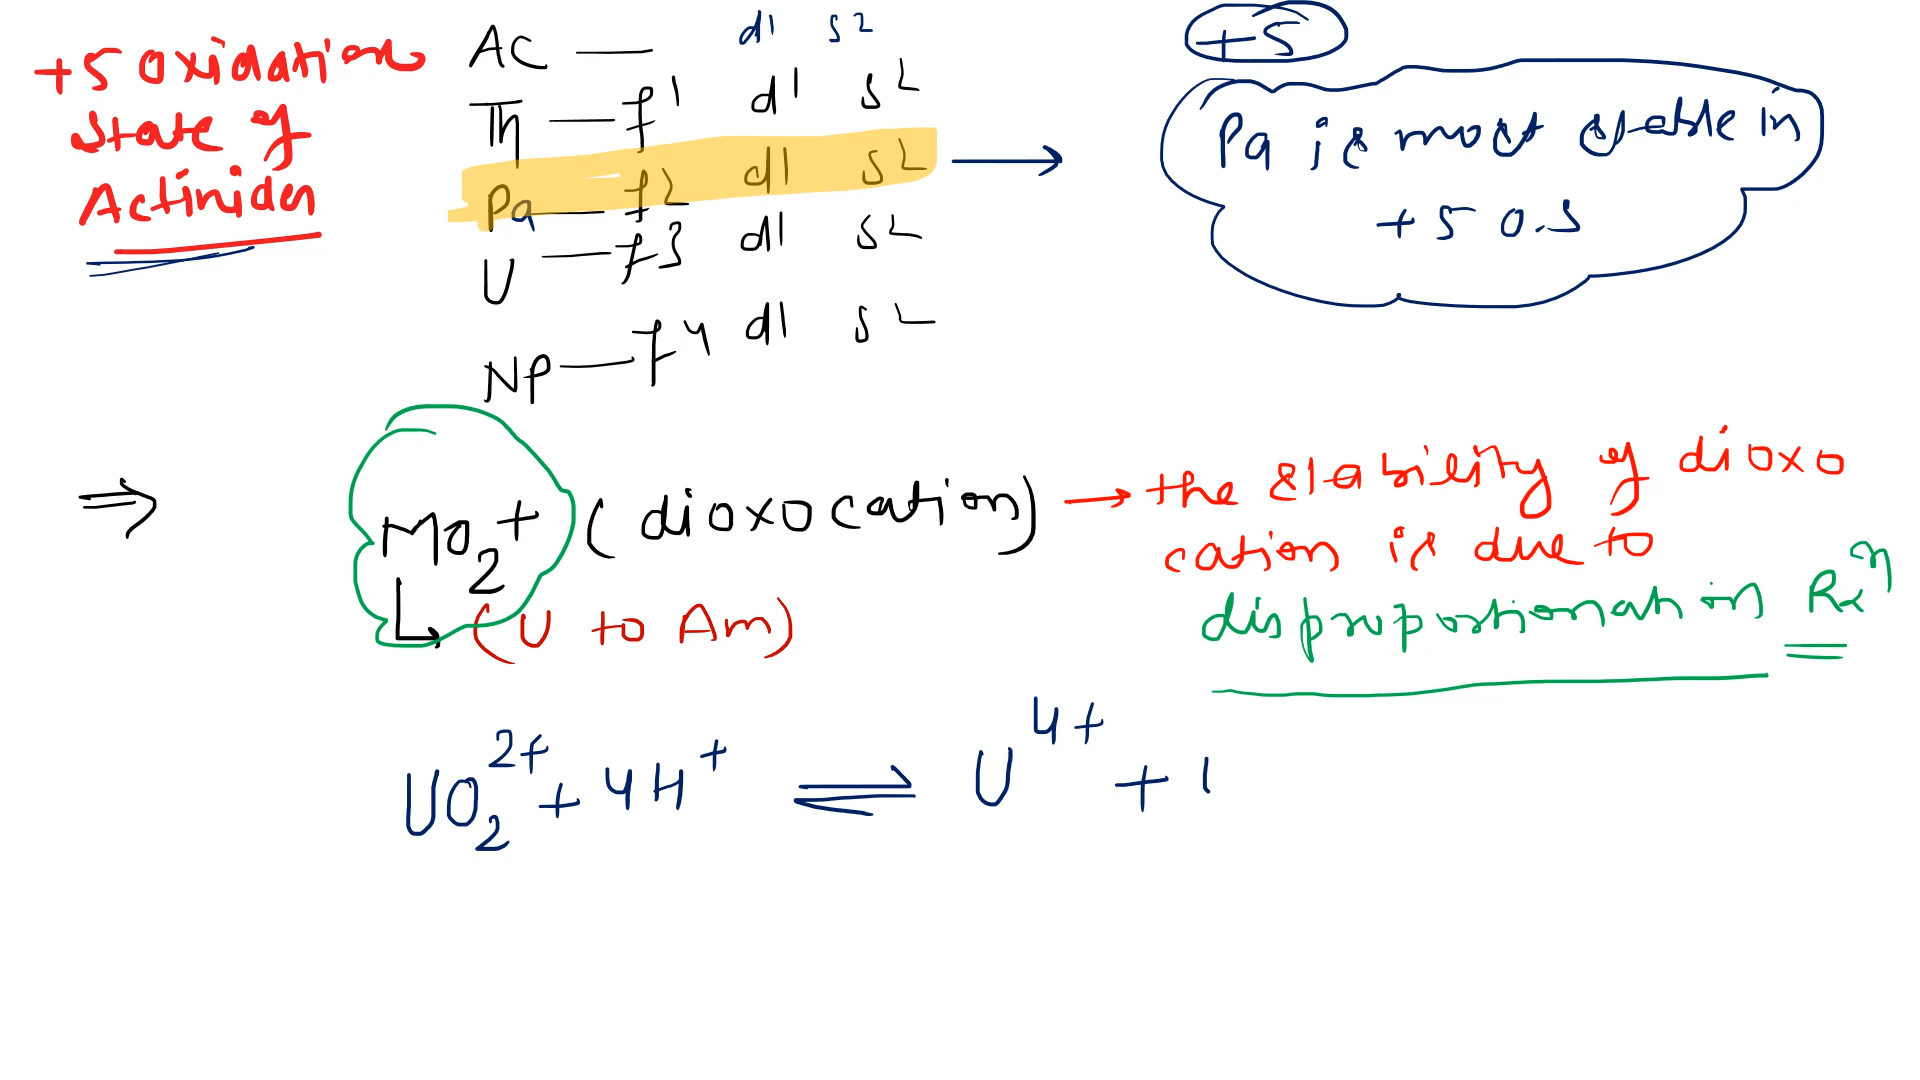 +5 oxidation
state of
Actinides
AC — d1 s2
Th — f1 d1 s2
Pa — f2 d1 s2
U — f3 d1 s2
NP — f4 d1 s2
+5
Pa is most stable in
+5 O.S
⇒ MO2+ (dioxocation) → the stability of dioxo
cation is due to
disproportionation Rxn
(U to Am)
UO2 2+ + 4H+ ⇌ U4+ + 1